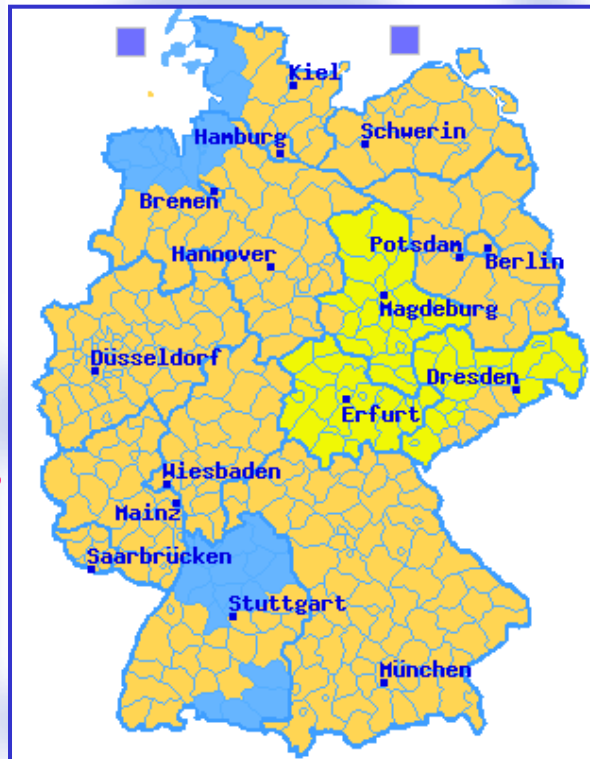 Kiel
Schwerin
Hamburg
Bremen
Potsdam
Hannover
Berlin
Magdeburg
Düsseldorf
Dresden
Erfurt
Wiesbaden
Mainz
Saarbrücken
Stuttgart
München